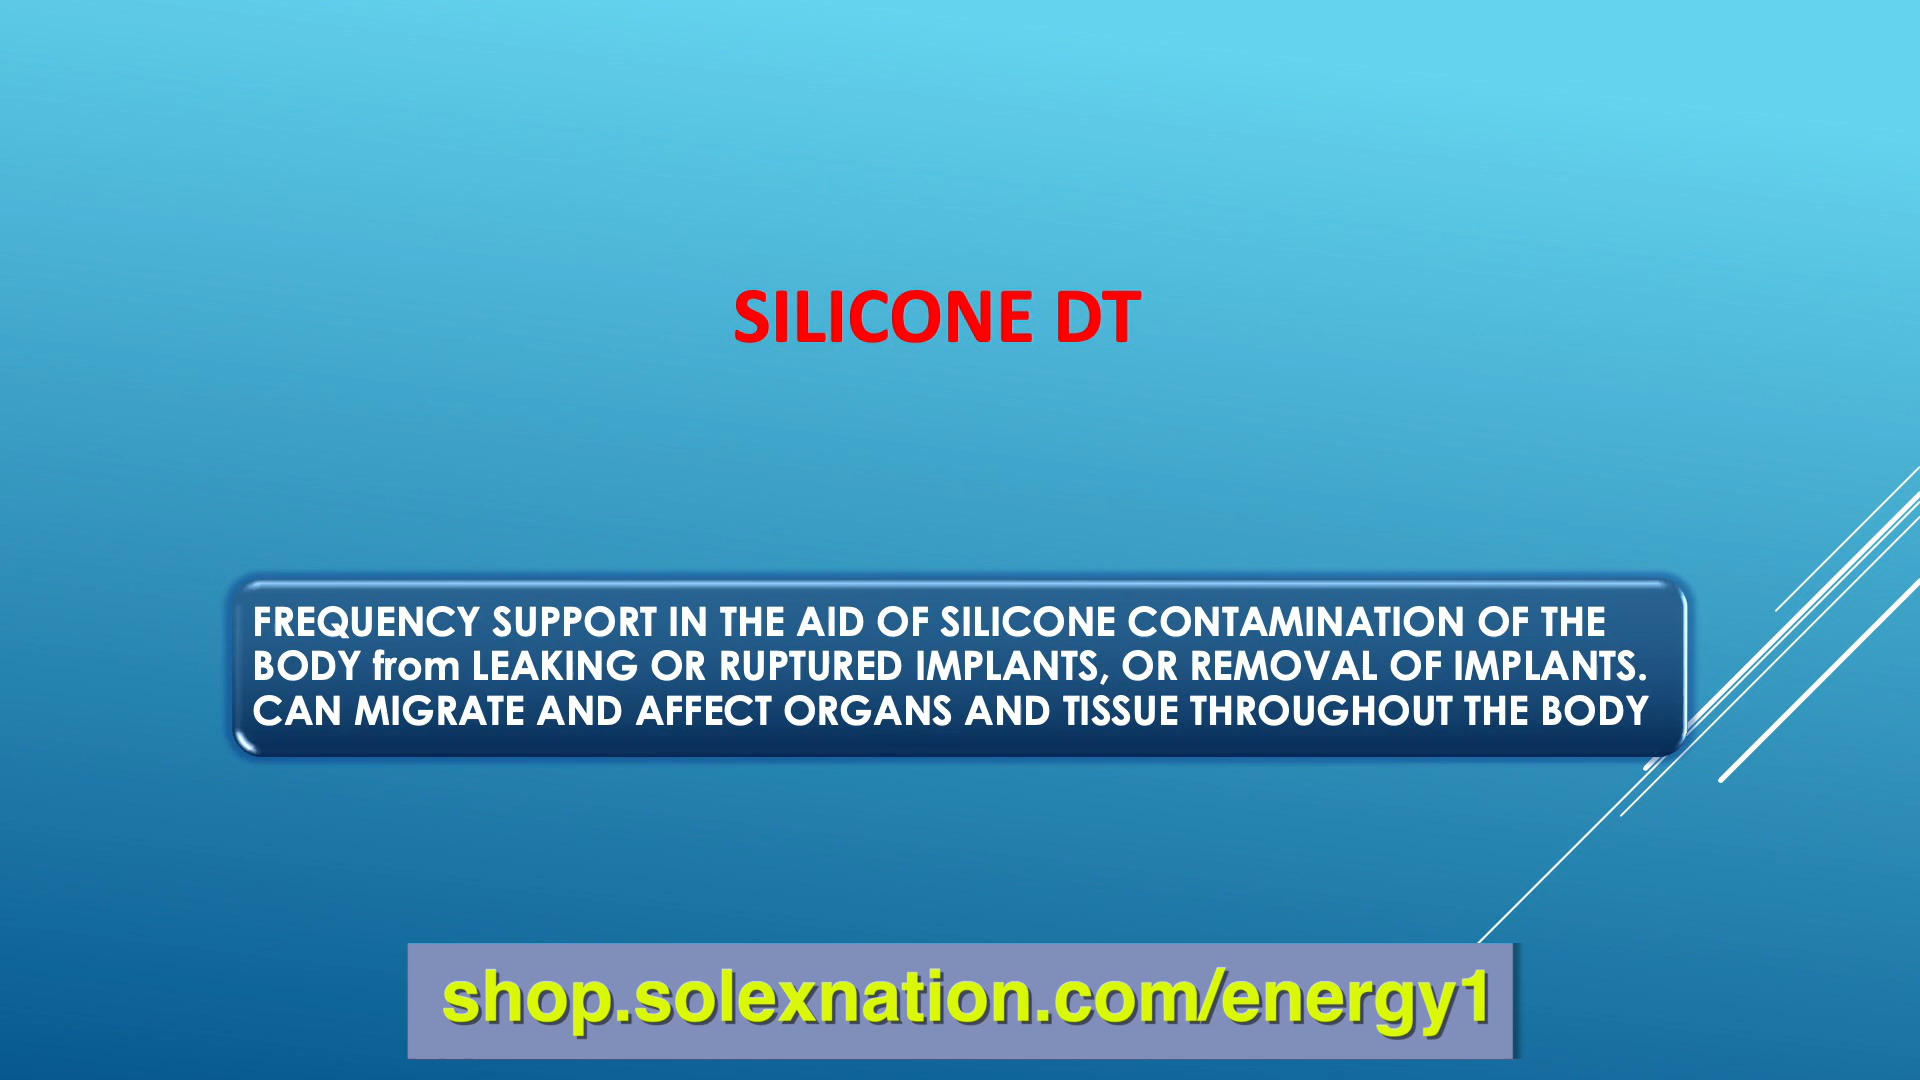 SILICONE DT
FREQUENCY SUPPORT IN THE AID OF SILICONE CONTAMINATION OF THE
BODY from LEAKING OR RUPTURED IMPLANTS, OR REMOVAL OF IMPLANTS.
CAN MIGRATE AND AFFECT ORGANS AND TISSUE THROUGHOUT THE BODY
shop.solexnation.com/energy1